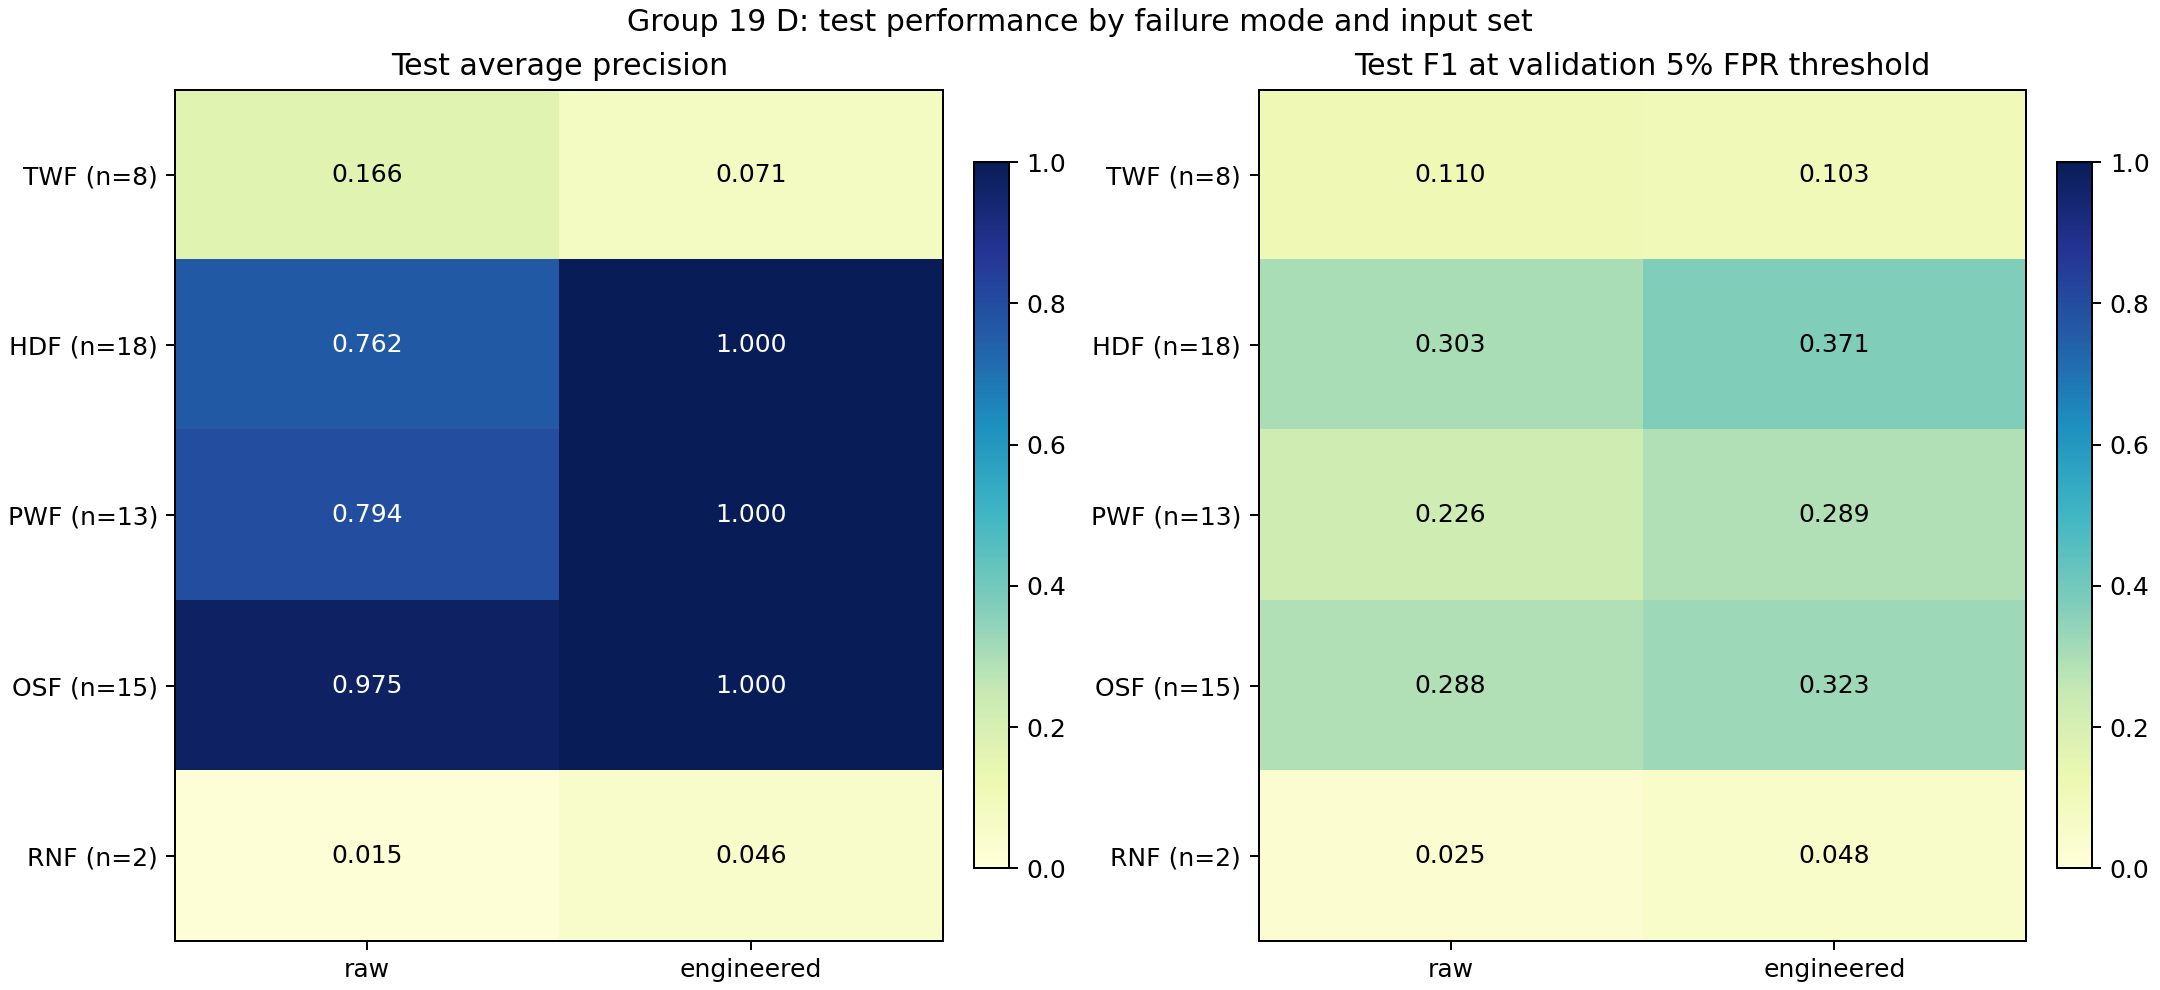 Group 19 D: test performance by failure mode and input set
Test average precision
TWF (n=8)
0.166
0.071
HDF (n=18)
0.762
1.000
PWF (n=13)
0.794
1.000
OSF (n=15)
0.975
1.000
RNF (n=2)
0.015
0.046
raw
engineered
1.0
0.8
0.6
0.4
0.2
0.0
Test F1 at validation 5% FPR threshold
TWF (n=8)
0.110
0.103
HDF (n=18)
0.303
0.371
PWF (n=13)
0.226
0.289
OSF (n=15)
0.288
0.323
RNF (n=2)
0.025
0.048
raw
engineered
1.0
0.8
0.6
0.4
0.2
0.0